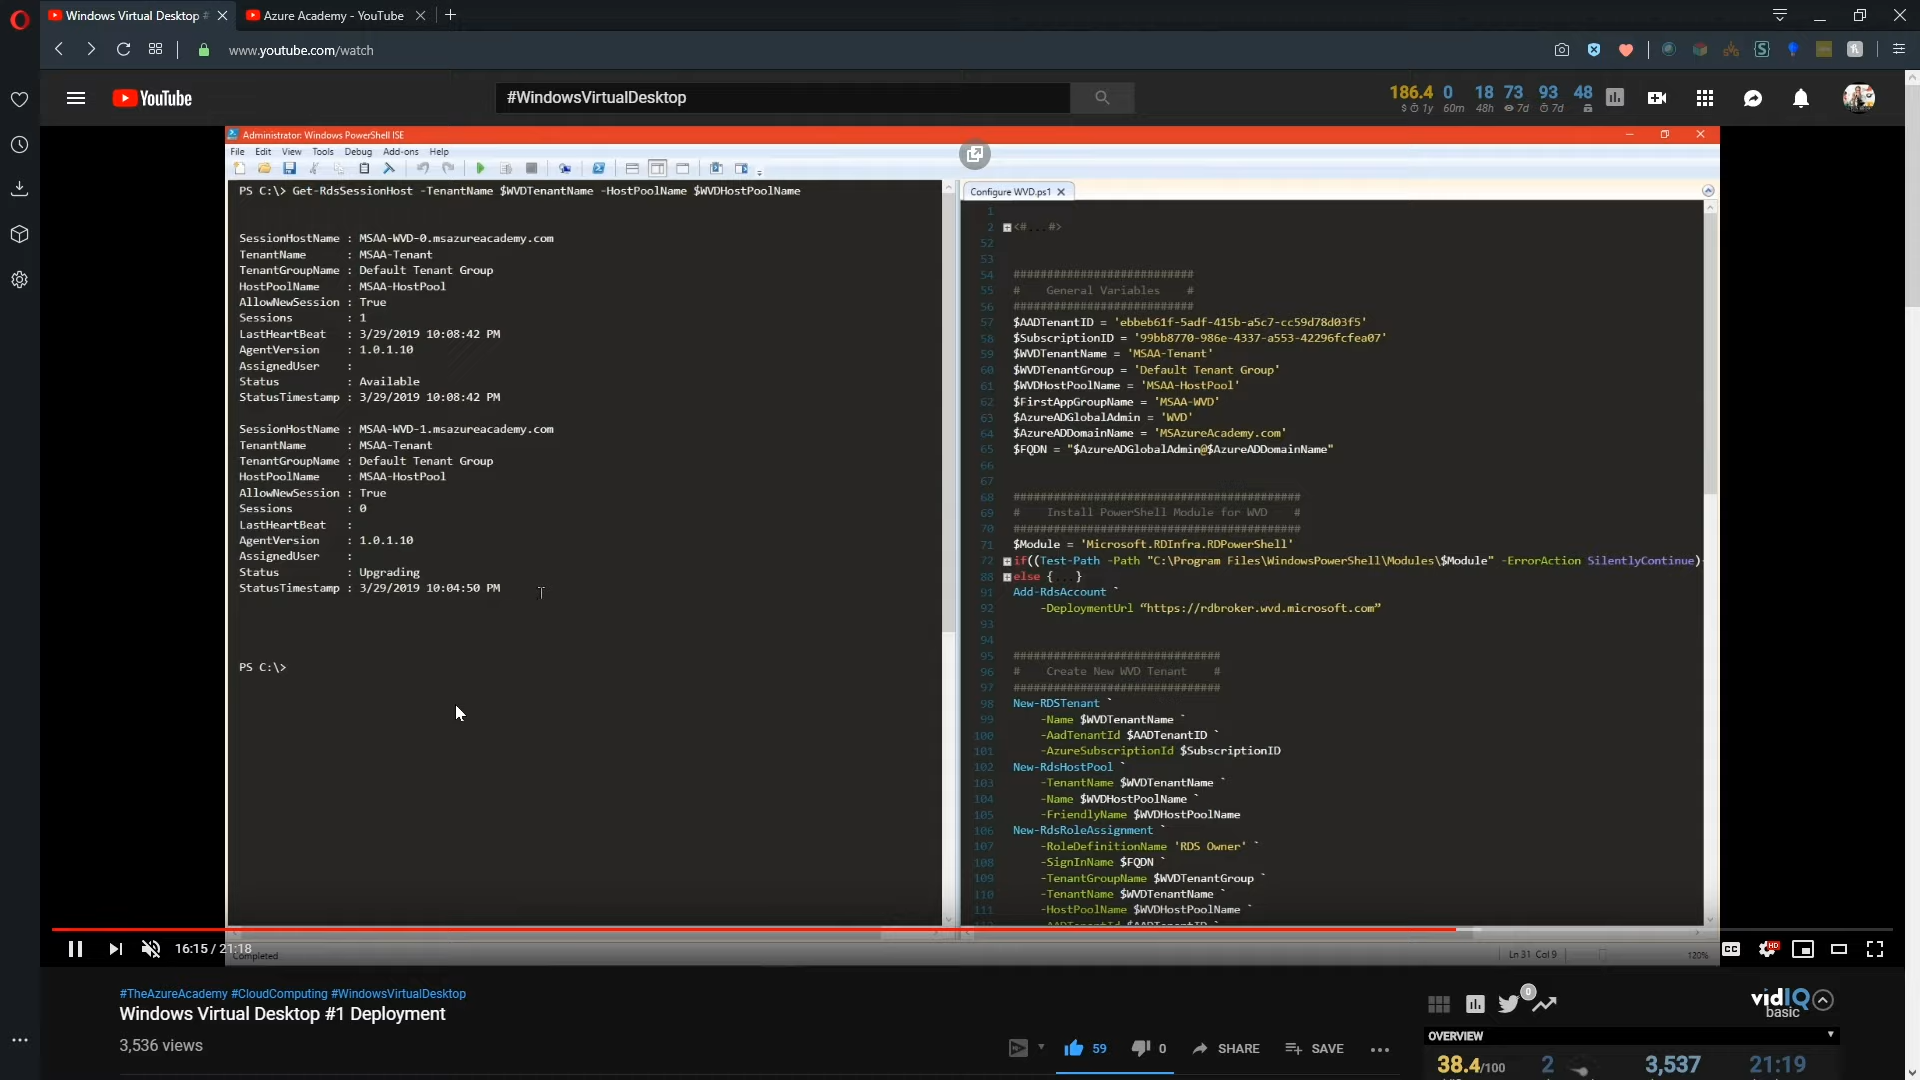 Windows Virtual Desktop #
Azure Academy - YouTube
www.youtube.com/watch
YouTube
#WindowsVirtualDesktop
186.4 0 18 73 93 48
1y 60m 48h 7d 7d
Administrator: Windows PowerShell ISE
File Edit View Tools Debug Add-ons Help
PS C:\> Get-RdsSessionHost -TenantName $WVDTenantName -HostPoolName $WVDHostPoolName
SessionHostName : MSAA-WVD-0.msazureacademy.com
TenantName : MSAA-Tenant
TenantGroupName : Default Tenant Group
HostPoolName : MSAA-HostPool
AllowNewSession : True
Sessions : 1
LastHeartBeat : 3/29/2019 10:08:42 PM
AgentVersion : 1.0.1.10
AssignedUser :
Status : Available
StatusTimestamp : 3/29/2019 10:08:42 PM
SessionHostName : MSAA-WVD-1.msazureacademy.com
TenantName : MSAA-Tenant
TenantGroupName : Default Tenant Group
HostPoolName : MSAA-HostPool
AllowNewSession : True
Sessions : 0
LastHeartBeat :
AgentVersion : 1.0.1.10
AssignedUser :
Status : Upgrading
StatusTimestamp : 3/29/2019 10:04:50 PM
PS C:\>
Configure WVD.ps1
1
2 <#...#>
52
53
54 ###########################
55 # General Variables #
56 ###########################
57 $AADTenantID = 'ebbeb61f-5adf-415b-a5c7-cc59d78d03f5'
58 $SubscriptionID = '99bb8770-986e-4337-a553-42296fcfea07'
59 $WVDTenantName = 'MSAA-Tenant'
60 $WVDTenantGroup = 'Default Tenant Group'
61 $WVDHostPoolName = 'MSAA-HostPool'
62 $FirstAppGroupName = 'MSAA-WVD'
63 $AzureADGlobalAdmin = 'WVD'
64 $AzureADDomainName = 'MSAzureAcademy.com'
65 $FQDN = "$AzureADGlobalAdmin@$AzureADDomainName"
66
67
68 ###########################################
69 # Install PowerShell Module for WVD #
70 ###########################################
71 $Module = 'Microsoft.RDInfra.RDPowerShell'
72 if((Test-Path -Path "C:\Program Files\WindowsPowerShell\Modules\$Module" -ErrorAction SilentlyContinue)
88 else {...}
91 Add-RdsAccount `
92 -DeploymentUrl “https://rdbroker.wvd.microsoft.com”
93
94
95 ###############################
96 # Create New WVD Tenant #
97 ###############################
98 New-RDSTenant `
99 -Name $WVDTenantName `
100 -AadTenantId $AADTenantID `
101 -AzureSubscriptionId $SubscriptionID
102 New-RdsHostPool `
103 -TenantName $WVDTenantName `
104 -Name $WVDHostPoolName `
105 -FriendlyName $WVDHostPoolName
106 New-RdsRoleAssignment `
107 -RoleDefinitionName 'RDS Owner' `
108 -SignInName $FQDN `
109 -TenantGroupName $WVDTenantGroup `
110 -TenantName $WVDTenantName `
111 -HostPoolName $WVDHostPoolName `
16:15 / 21:18
CC
HD
Completed
Ln 31 Col 9
120%
#TheAzureAcademy #CloudComputing #WindowsVirtualDesktop
Windows Virtual Desktop #1 Deployment
3,536 views
59 0 SHARE SAVE
0
vidIQ
basic
OVERVIEW
38.4/100 2 3,537 21:19